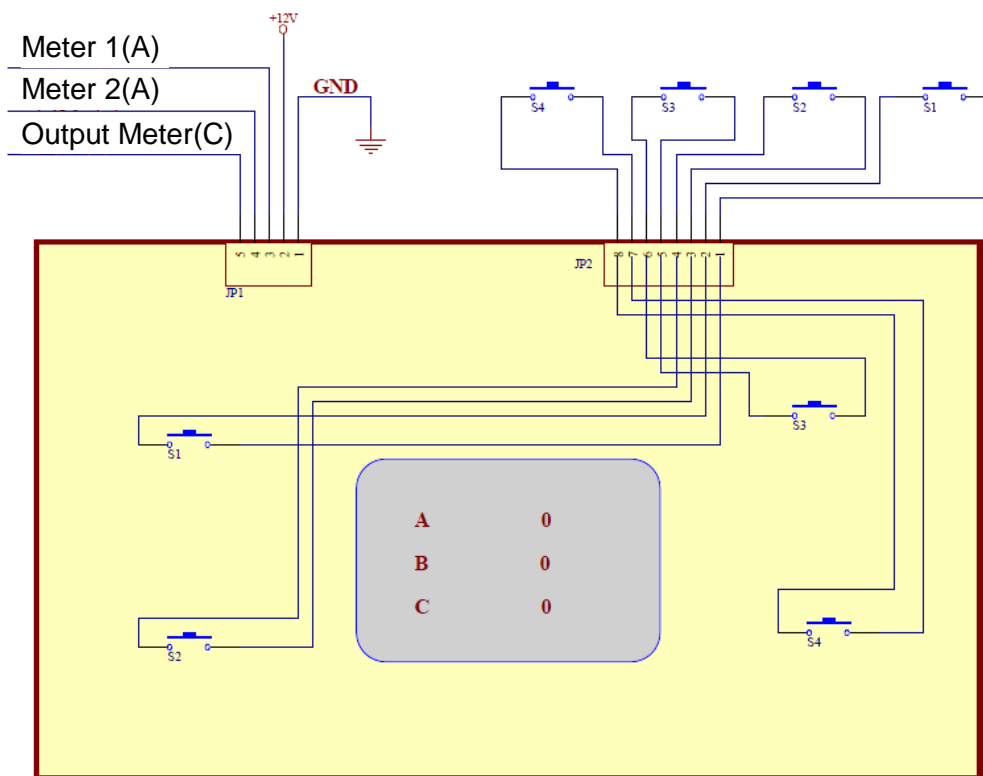 +12V
Meter 1(A)
Meter 2(A)
GND
Output Meter(C)
S4
S3
S2
S1
5 4 3 2 1
JP1
JP2
8 7 6 5 4 3 2 1
S3
S1
A 0
B 0
C 0
S4
S2